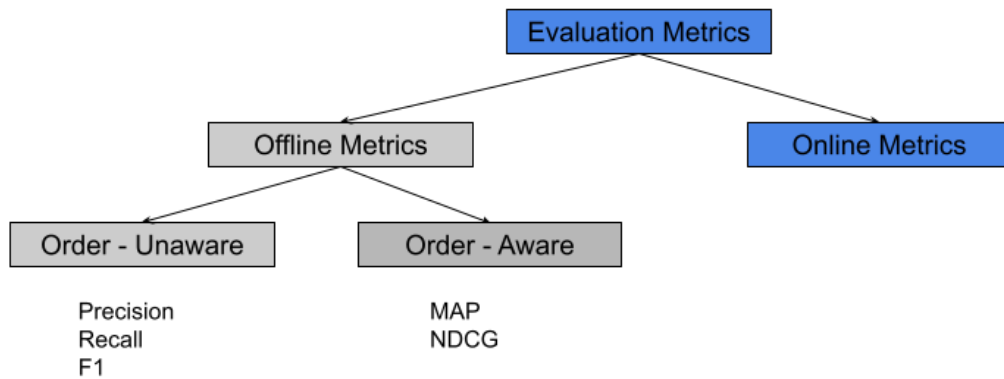 Evaluation Metrics
Offline Metrics
Online Metrics
Order - Unaware
Order - Aware
Precision
Recall
F1
MAP
NDCG